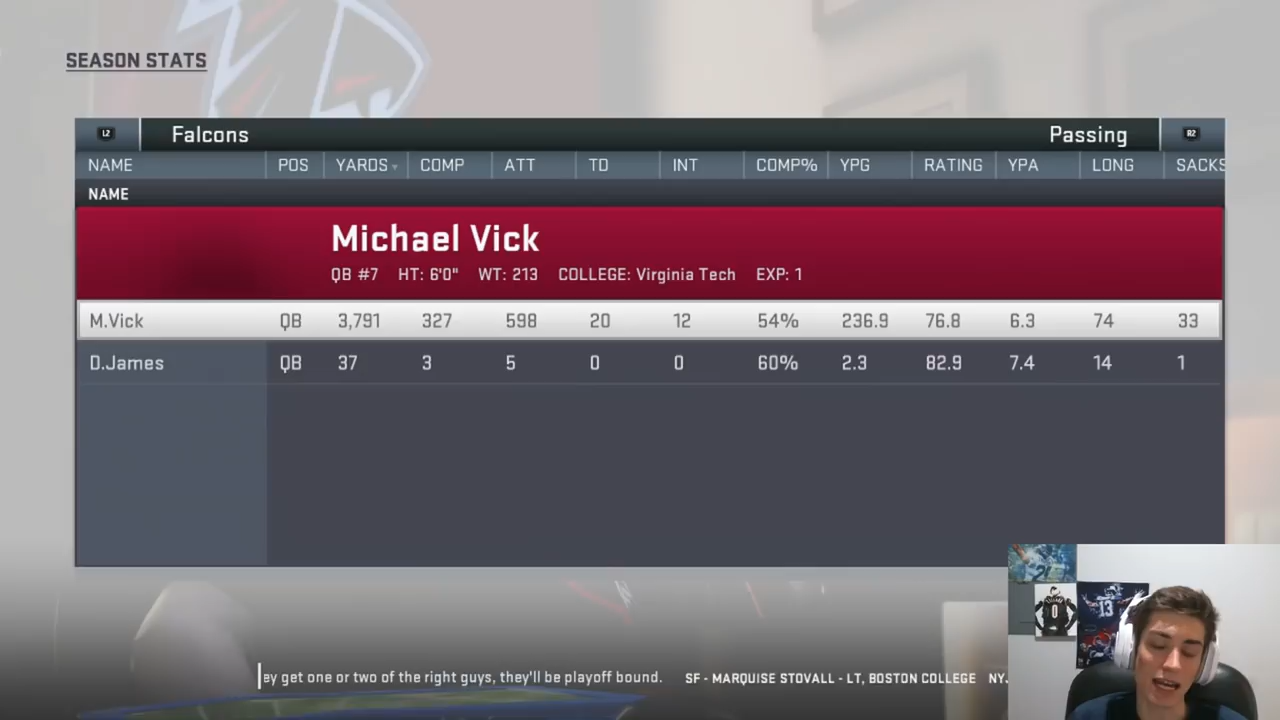 SEASON STATS
L2 Falcons Passing R2
NAME POS YARDS COMP ATT TD INT COMP% YPG RATING YPA LONG SACKS
NAME
Michael Vick
QB #7 HT: 6'0" WT: 213 COLLEGE: Virginia Tech EXP: 1
M.Vick QB 3,791 327 598 20 12 54% 236.9 76.8 6.3 74 33
D.James QB 37 3 5 0 0 60% 2.3 82.9 7.4 14 1
13
0
ey get one or two of the right guys, they'll be playoff bound. SF - MARQUISE STOVALL - LT, BOSTON COLLEGE NY.